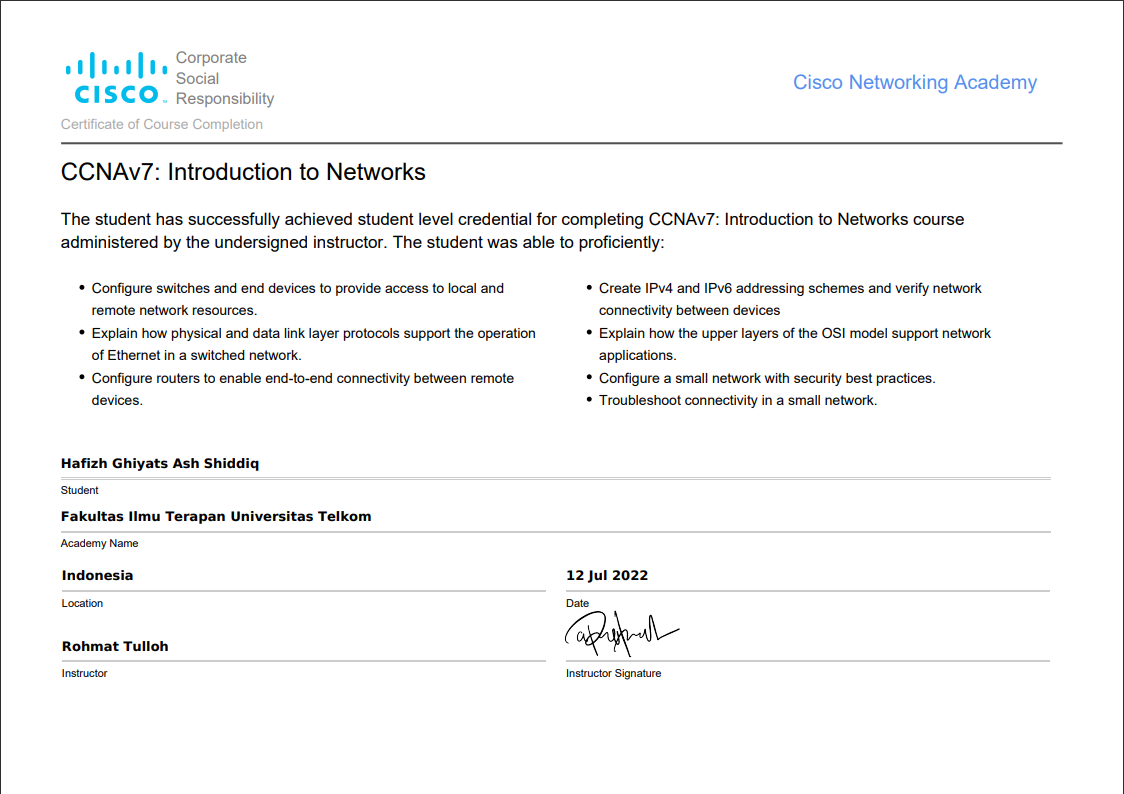 CISCO
Corporate
Social
Responsibility
Cisco Networking Academy
Certificate of Course Completion
CCNAv7: Introduction to Networks
The student has successfully achieved student level credential for completing CCNAv7: Introduction to Networks course
administered by the undersigned instructor. The student was able to proficiently:
• Configure switches and end devices to provide access to local and
remote network resources.
• Explain how physical and data link layer protocols support the operation
of Ethernet in a switched network.
• Configure routers to enable end-to-end connectivity between remote
devices.
• Create IPv4 and IPv6 addressing schemes and verify network
connectivity between devices
• Explain how the upper layers of the OSI model support network
applications.
• Configure a small network with security best practices.
• Troubleshoot connectivity in a small network.
Hafizh Ghiyats Ash Shiddiq
Student
Fakultas Ilmu Terapan Universitas Telkom
Academy Name
Indonesia
Location
12 Jul 2022
Date
Rohmat Tulloh
Instructor
Instructor Signature